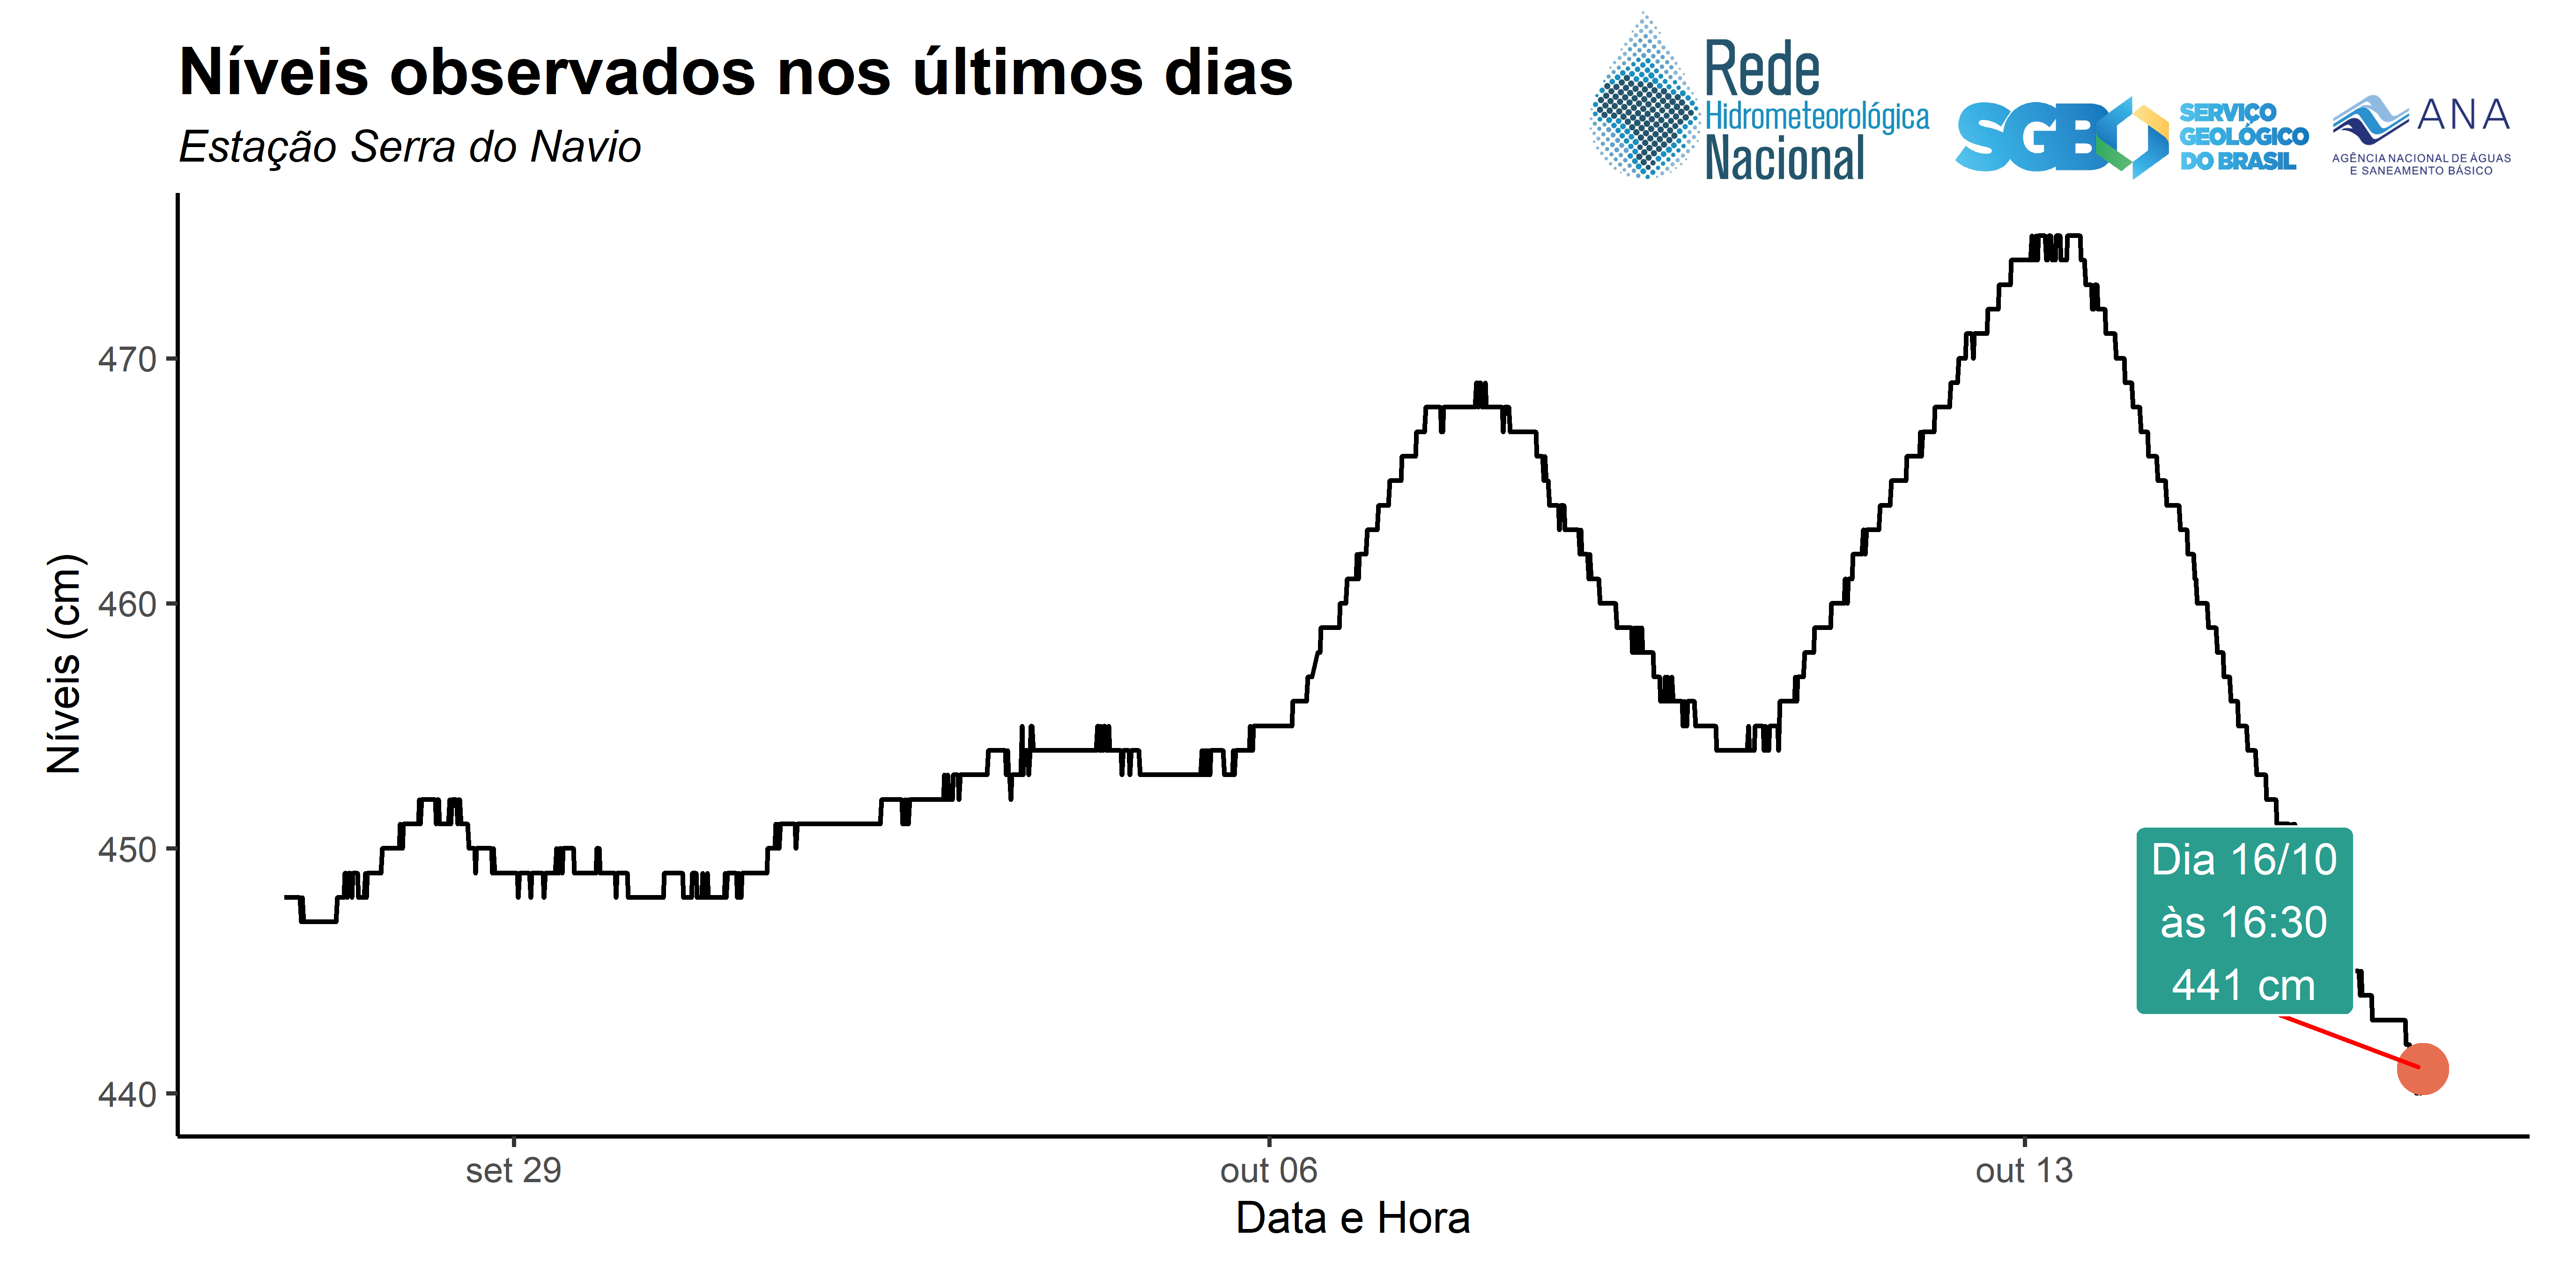 Níveis observados nos últimos dias
Estação Serra do Navio
Rede
Hidrometeorológica
Nacional
SGB
SERVIÇO
GEOLÓGICO
DO BRASIL
ANA
AGÊNCIA NACIONAL DE ÁGUAS
E SANEAMENTO BÁSICO
Níveis (cm)
470
460
450
440
Dia 16/10
às 16:30
441 cm
set 29
out 06
out 13
Data e Hora